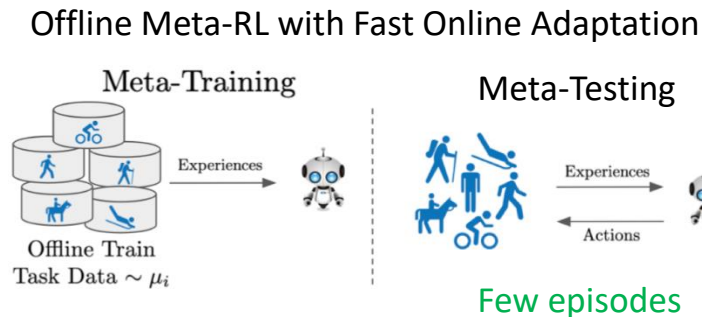 Offline Meta-RL with Fast Online Adaptation
Meta-Training
Experiences
Offline Train
Task Data ∼ μᵢ
Meta-Testing
Experiences
Actions
Few episodes